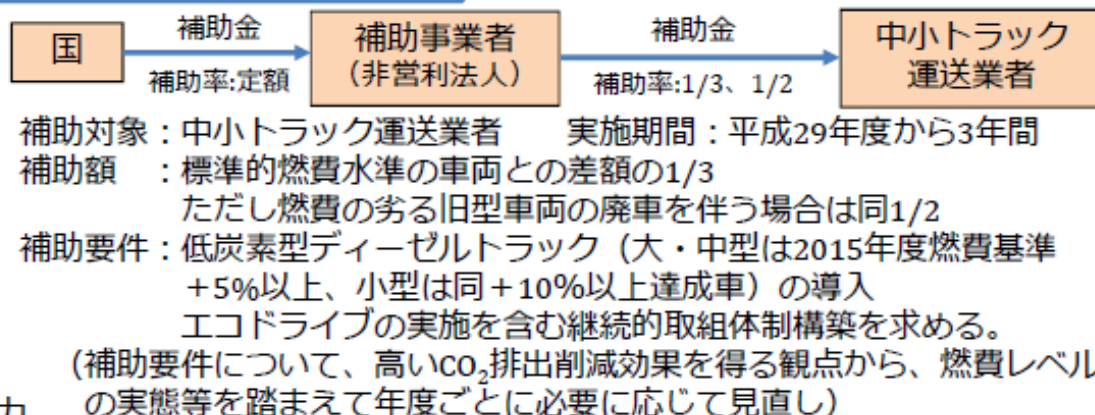 国
補助金
補助率:定額
補助事業者
（非営利法人）
補助金
補助率:1/3、1/2
中小トラック
運送業者
補助対象：中小トラック運送業者　　実施期間：平成29年度から3年間
補助額　：標準的燃費水準の車両との差額の1/3
ただし燃費の劣る旧型車両の廃車を伴う場合は同1/2
補助要件：低炭素型ディーゼルトラック（大・中型は2015年度燃費基準
＋5%以上、小型は同＋10%以上達成車）の導入
エコドライブの実施を含む継続的取組体制構築を求める。
（補助要件について、高いCO₂排出削減効果を得る観点から、燃費レベル
の実態等を踏まえて年度ごとに必要に応じて見直し）